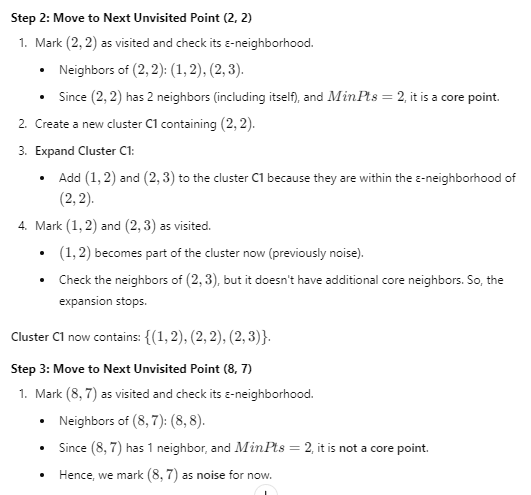 Step 2: Move to Next Unvisited Point (2, 2)
1. Mark (2, 2) as visited and check its ε-neighborhood.
• Neighbors of (2, 2): (1, 2), (2, 3).
• Since (2, 2) has 2 neighbors (including itself), and MinPts = 2, it is a core point.
2. Create a new cluster C1 containing (2, 2).
3. Expand Cluster C1:
• Add (1, 2) and (2, 3) to the cluster C1 because they are within the ε-neighborhood of
(2, 2).
4. Mark (1, 2) and (2, 3) as visited.
• (1, 2) becomes part of the cluster now (previously noise).
• Check the neighbors of (2, 3), but it doesn't have additional core neighbors. So, the
expansion stops.
Cluster C1 now contains: {(1, 2), (2, 2), (2, 3)}.
Step 3: Move to Next Unvisited Point (8, 7)
1. Mark (8, 7) as visited and check its ε-neighborhood.
• Neighbors of (8, 7): (8, 8).
• Since (8, 7) has 1 neighbor, and MinPts = 2, it is not a core point.
• Hence, we mark (8, 7) as noise for now.